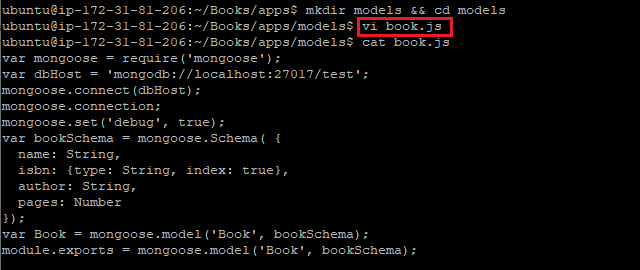 ubuntu@ip-172-31-81-206:~/Books/apps$ mkdir models && cd models
ubuntu@ip-172-31-81-206:~/Books/apps/models$ vi book.js
ubuntu@ip-172-31-81-206:~/Books/apps/models$ cat book.js
var mongoose = require('mongoose');
var dbHost = 'mongodb://localhost:27017/test';
mongoose.connect(dbHost);
mongoose.connection;
mongoose.set('debug', true);
var bookSchema = mongoose.Schema( {
  name: String,
  isbn: {type: String, index: true},
  author: String,
  pages: Number
});
var Book = mongoose.model('Book', bookSchema);
module.exports = mongoose.model('Book', bookSchema);